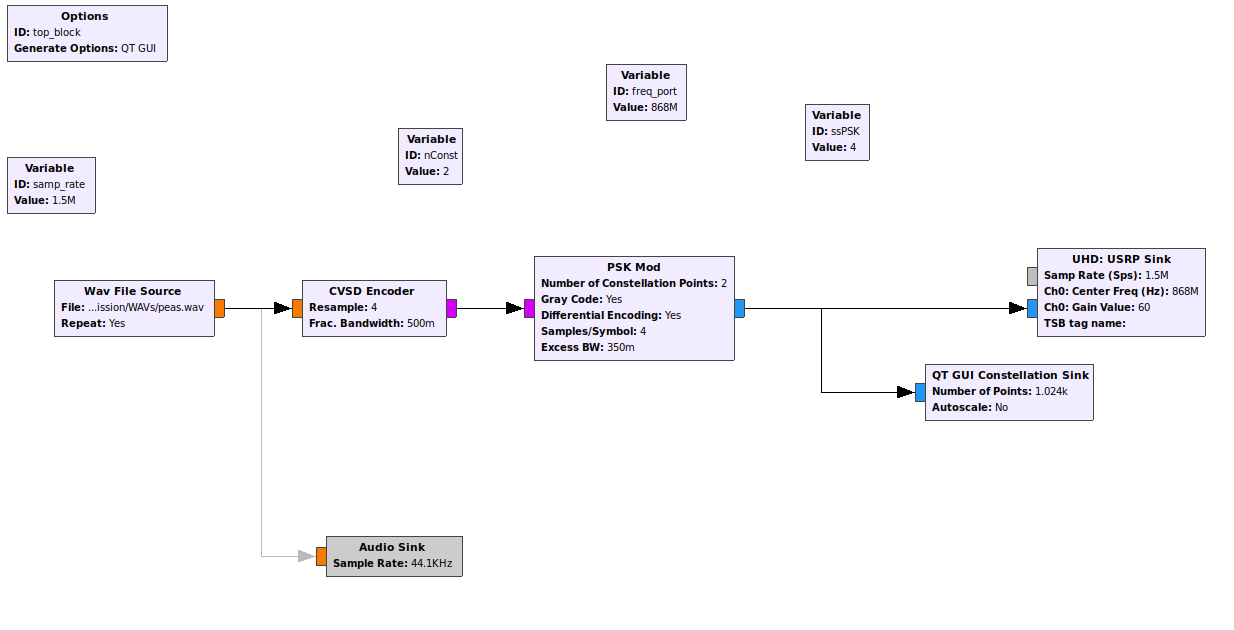 Options
ID: top_block
Generate Options: QT GUI
Variable
ID: freq_port
Value: 868M
Variable
ID: ssPSK
Value: 4
Variable
ID: nConst
Value: 2
Variable
ID: samp_rate
Value: 1.5M
Wav File Source
File: ...ission/WAVs/peas.wav
Repeat: Yes
CVSD Encoder
Resample: 4
Frac. Bandwidth: 500m
PSK Mod
Number of Constellation Points: 2
Gray Code: Yes
Differential Encoding: Yes
Samples/Symbol: 4
Excess BW: 350m
UHD: USRP Sink
Samp Rate (Sps): 1.5M
Ch0: Center Freq (Hz): 868M
Ch0: Gain Value: 60
TSB tag name:
QT GUI Constellation Sink
Number of Points: 1.024k
Autoscale: No
Audio Sink
Sample Rate: 44.1KHz